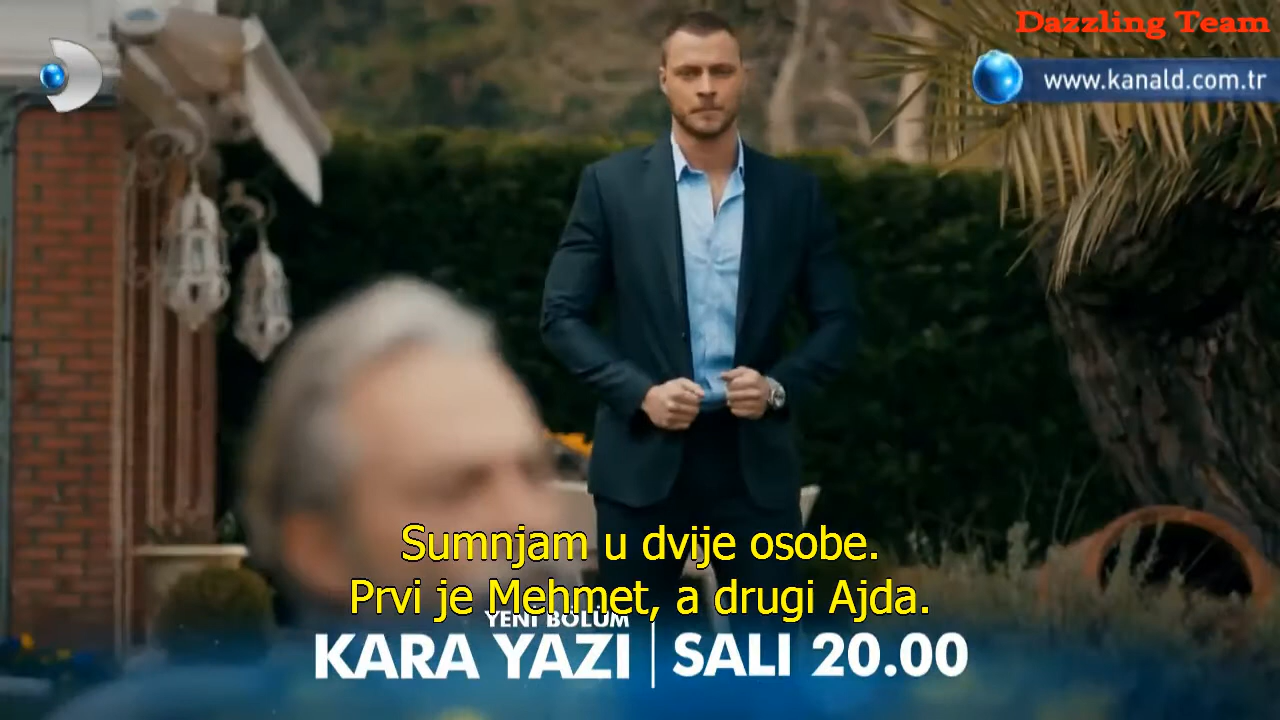 Dazzling Team
www.kanald.com.tr
Sumnjam u dvije osobe.
Prvi je Mehmet, a drugi Ajda.
YENİ BÖLÜM
KARA YAZI | SALI 20.00